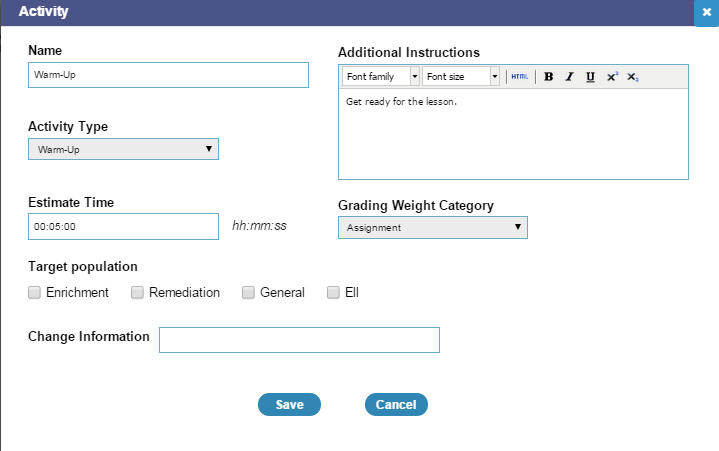 Activity
×
Name
Warm-Up
Additional Instructions
Font family
Font size
HTML
B I U x² x₂
Get ready for the lesson.
Activity Type
Warm-Up
Estimate Time
00:05:00
hh:mm:ss
Grading Weight Category
Assignment
Target population
Enrichment
Remediation
General
Ell
Change Information
Save
Cancel